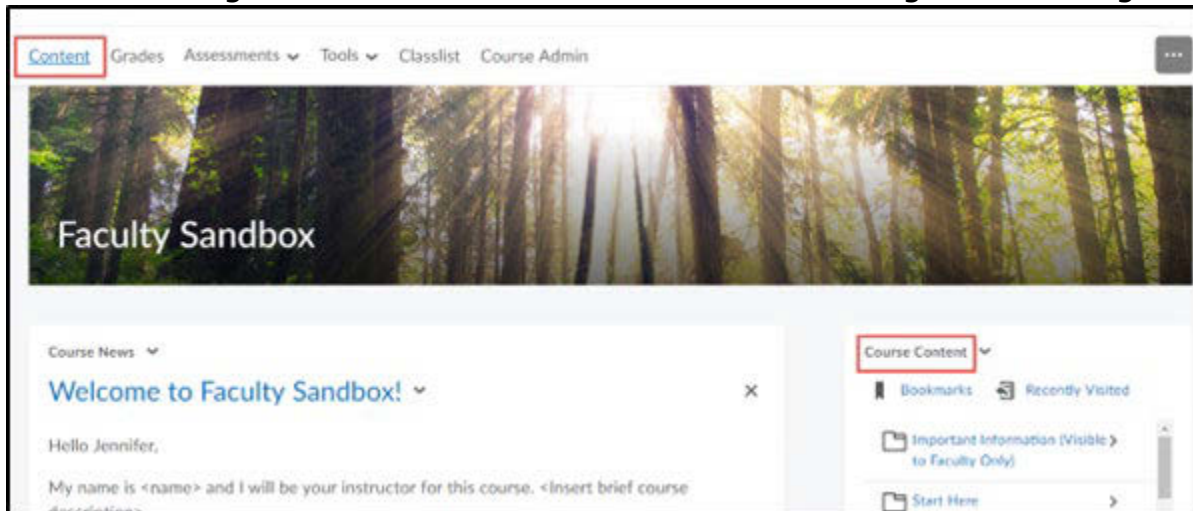 Content Grades Assessments Tools Classlist Course Admin
Faculty Sandbox
Course News
Welcome to Faculty Sandbox!
Hello Jennifer,
My name is <name> and I will be your instructor for this course. <Insert brief course
Course Content
Bookmarks Recently Visited
Important Information (Visible
to Faculty Only)
Start Here